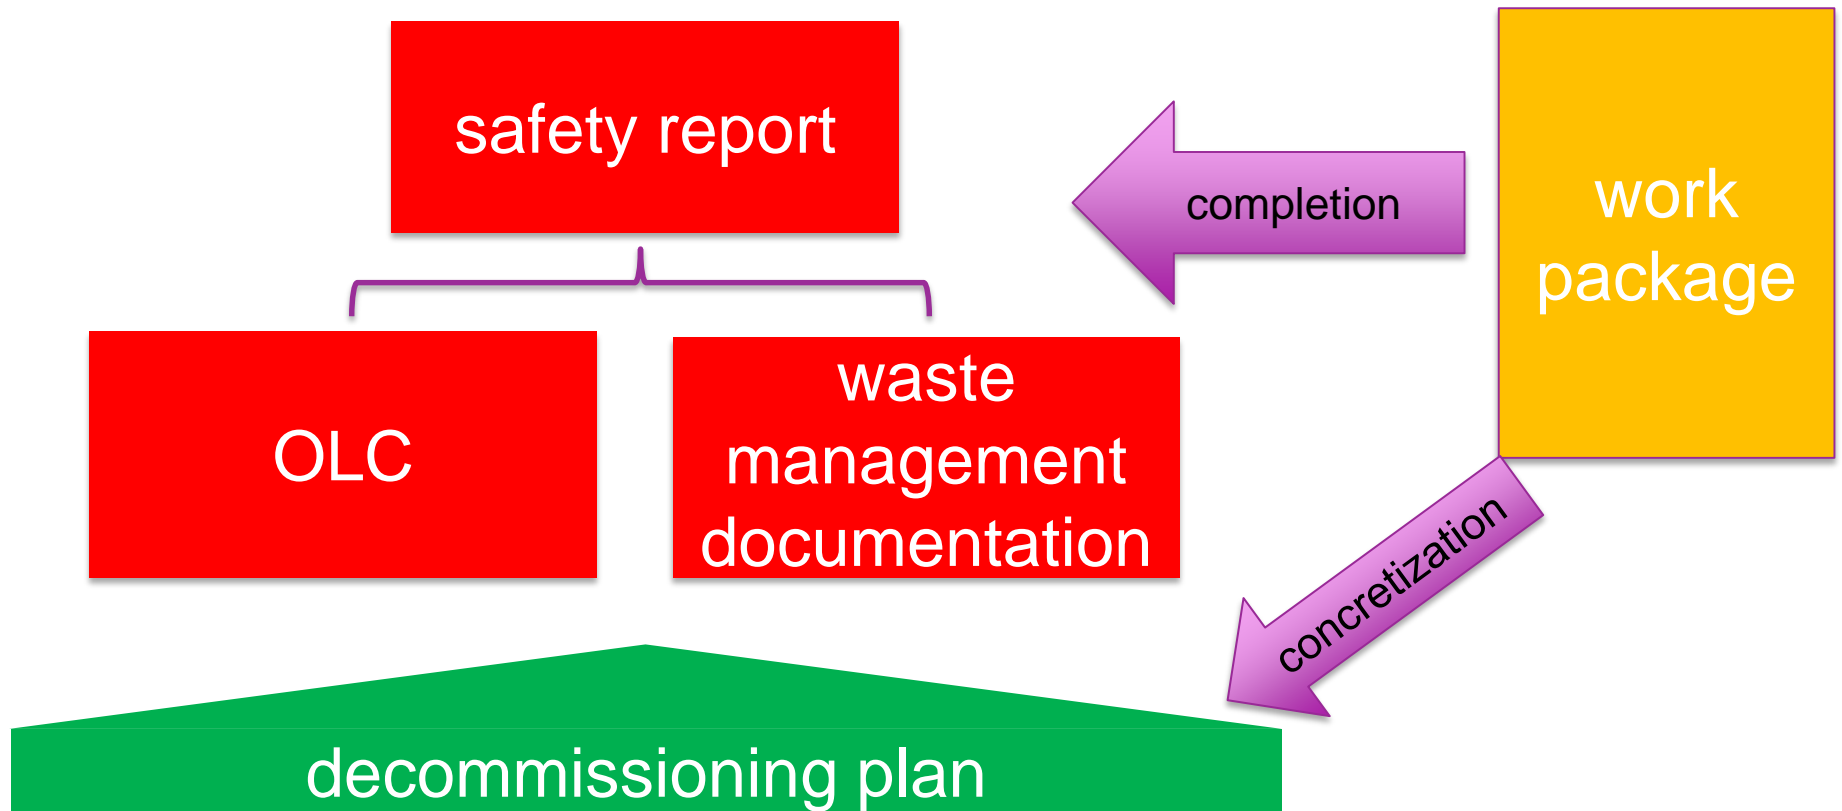 safety report
completion
work
package
OLC
waste
management
documentation
concretization
decommissioning plan